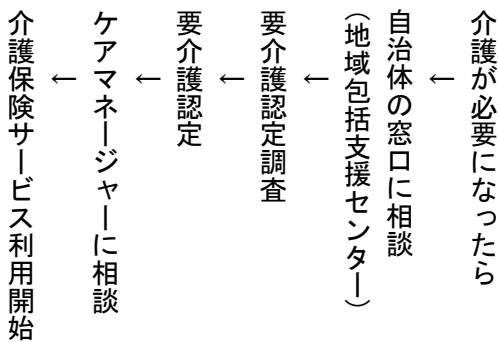 介護が必要になったら
←
自治体の窓口に相談
（地域包括支援センター）
←
要介護認定調査
←
要介護認定
←
ケアマネージャーに相談
←
介護保険サービス利用開始